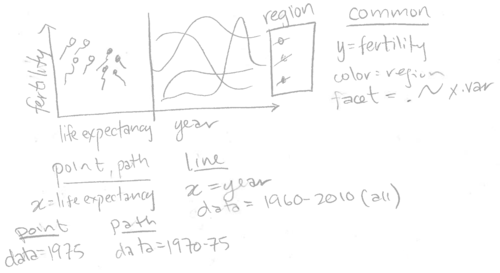 region
common
fertility
y=fertility
color=region
facet = . ~ x.var
life expectancy
year
point, path
line
x=life expectancy
x=year
data = 1960-2010 (all)
point
path
data=1975
data=1970-75